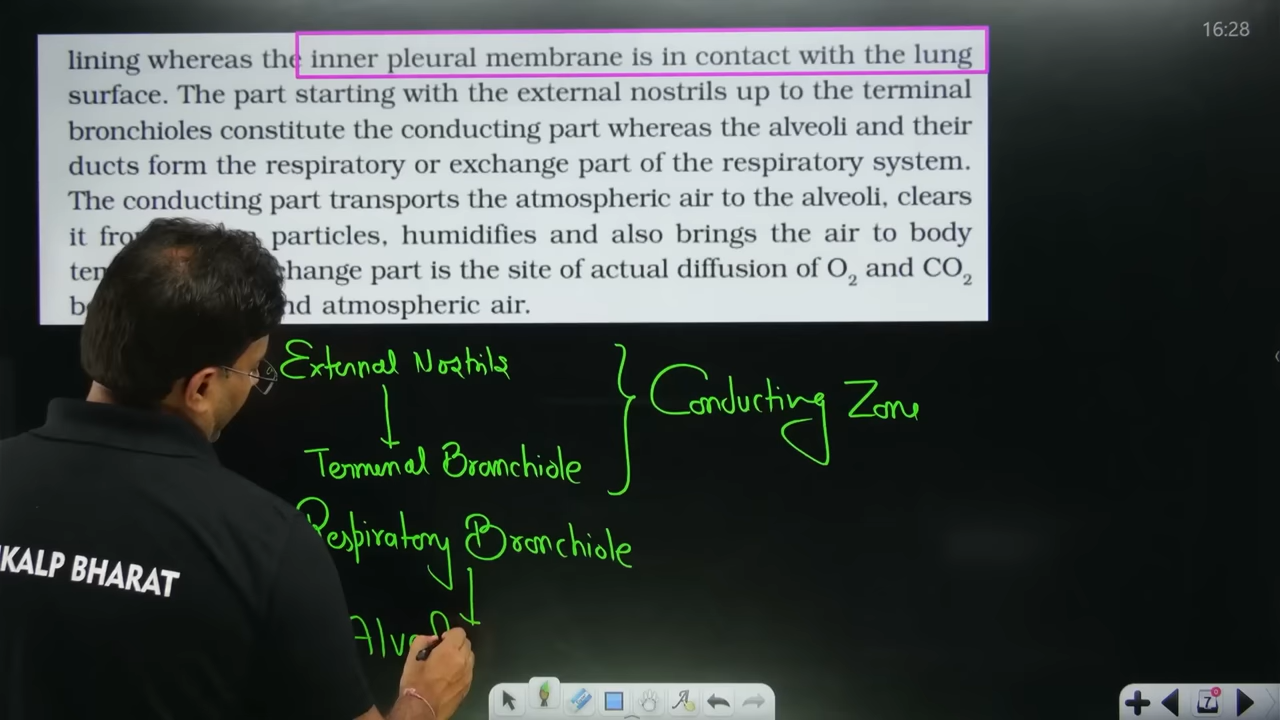 16:28
lining whereas the inner pleural membrane is in contact with the lung
surface. The part starting with the external nostrils up to the terminal
bronchioles constitute the conducting part whereas the alveoli and their
ducts form the respiratory or exchange part of the respiratory system.
The conducting part transports the atmospheric air to the alveoli, clears
it particles, humidifies and also brings the air to body
change part is the site of actual diffusion of O₂ and CO₂
nd atmospheric air.
External Nostrils
Conducting Zone
Terminal Bronchiole
Respiratory Bronchiole
KALP BHARAT
7